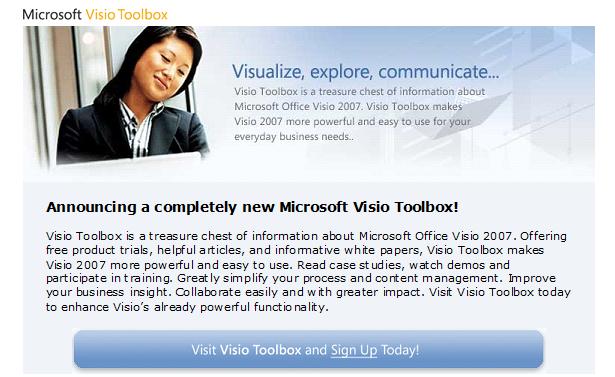 Microsoft Visio Toolbox
Visualize, explore, communicate...
Visio Toolbox is a treasure chest of information about
Microsoft Office Visio 2007. Visio Toolbox makes
Visio 2007 more powerful and easy to use for your
everyday business needs..
Announcing a completely new Microsoft Visio Toolbox!
Visio Toolbox is a treasure chest of information about Microsoft Office Visio 2007. Offering
free product trials, helpful articles, and informative white papers, Visio Toolbox makes
Visio 2007 more powerful and easy to use. Read case studies, watch demos and
participate in training. Greatly simplify your process and content management. Improve
your business insight. Collaborate easily and with greater impact. Visit Visio Toolbox today
to enhance Visio's already powerful functionality.
Visit Visio Toolbox and Sign Up Today!